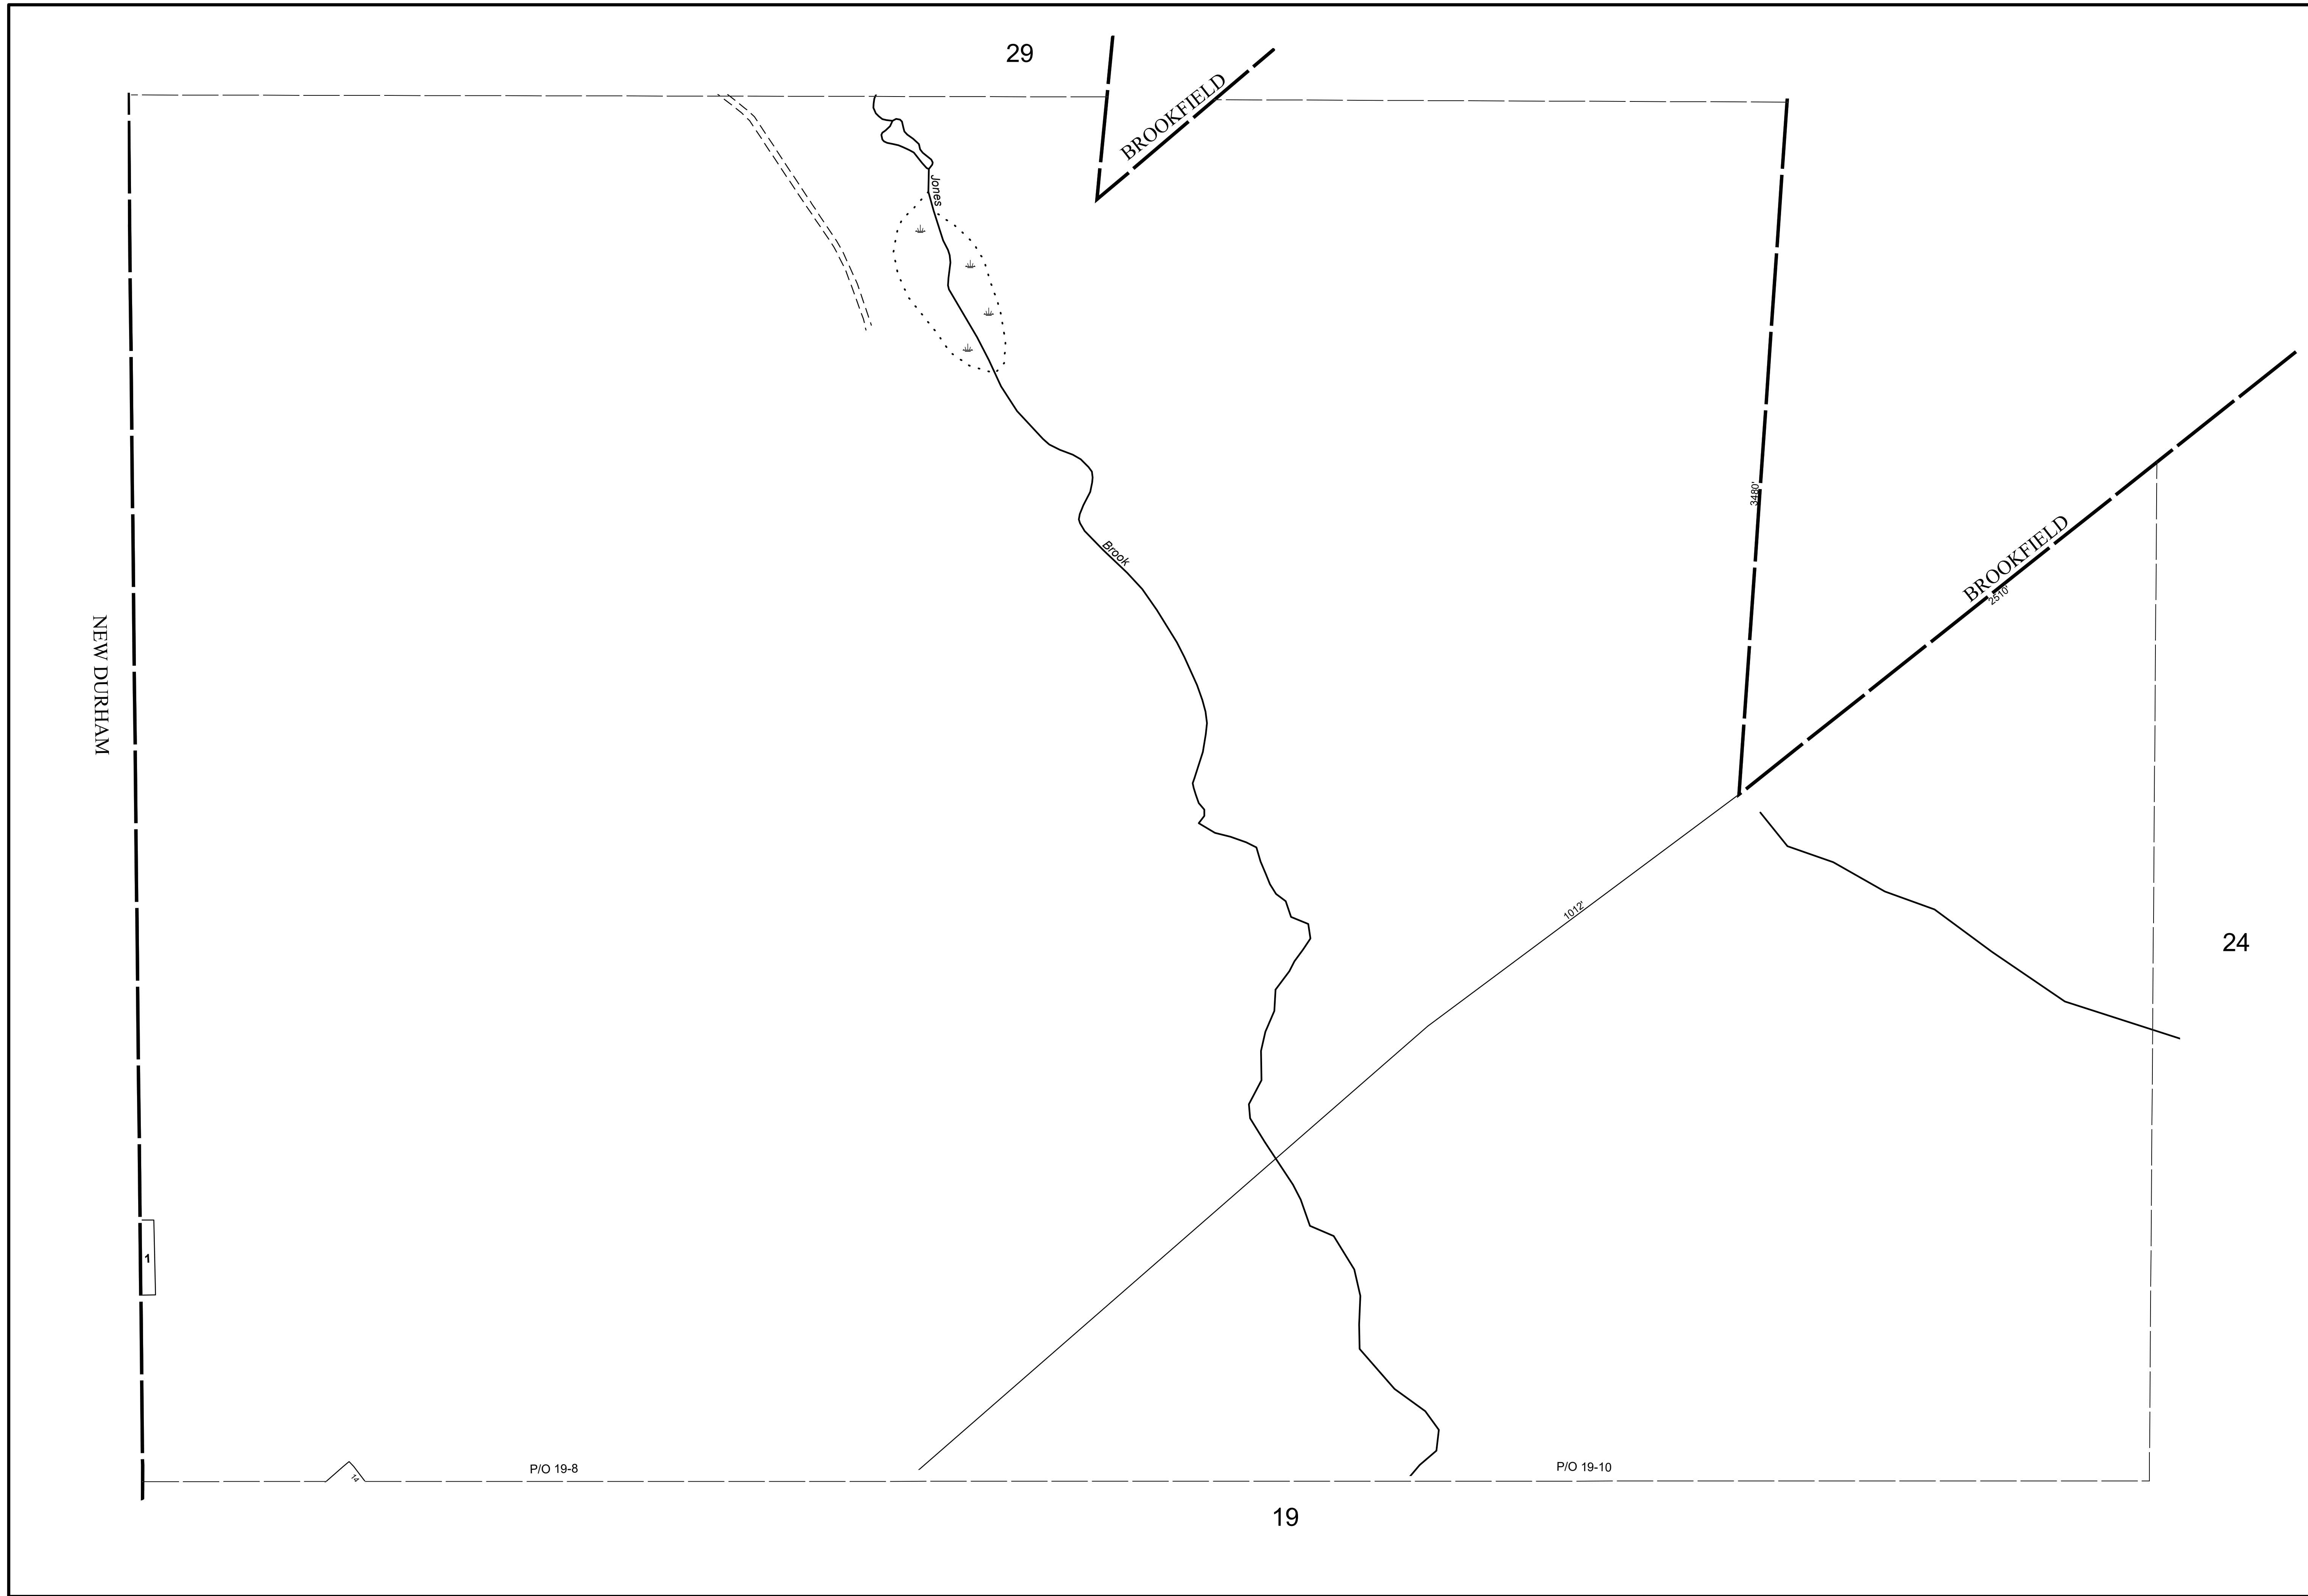 29
BROOKFIELD
Jones
3480'
Brook
BROOKFIELD
2510'
NEW DURHAM
1012'
24
1
14
P/O 19-8
P/O 19-10
19